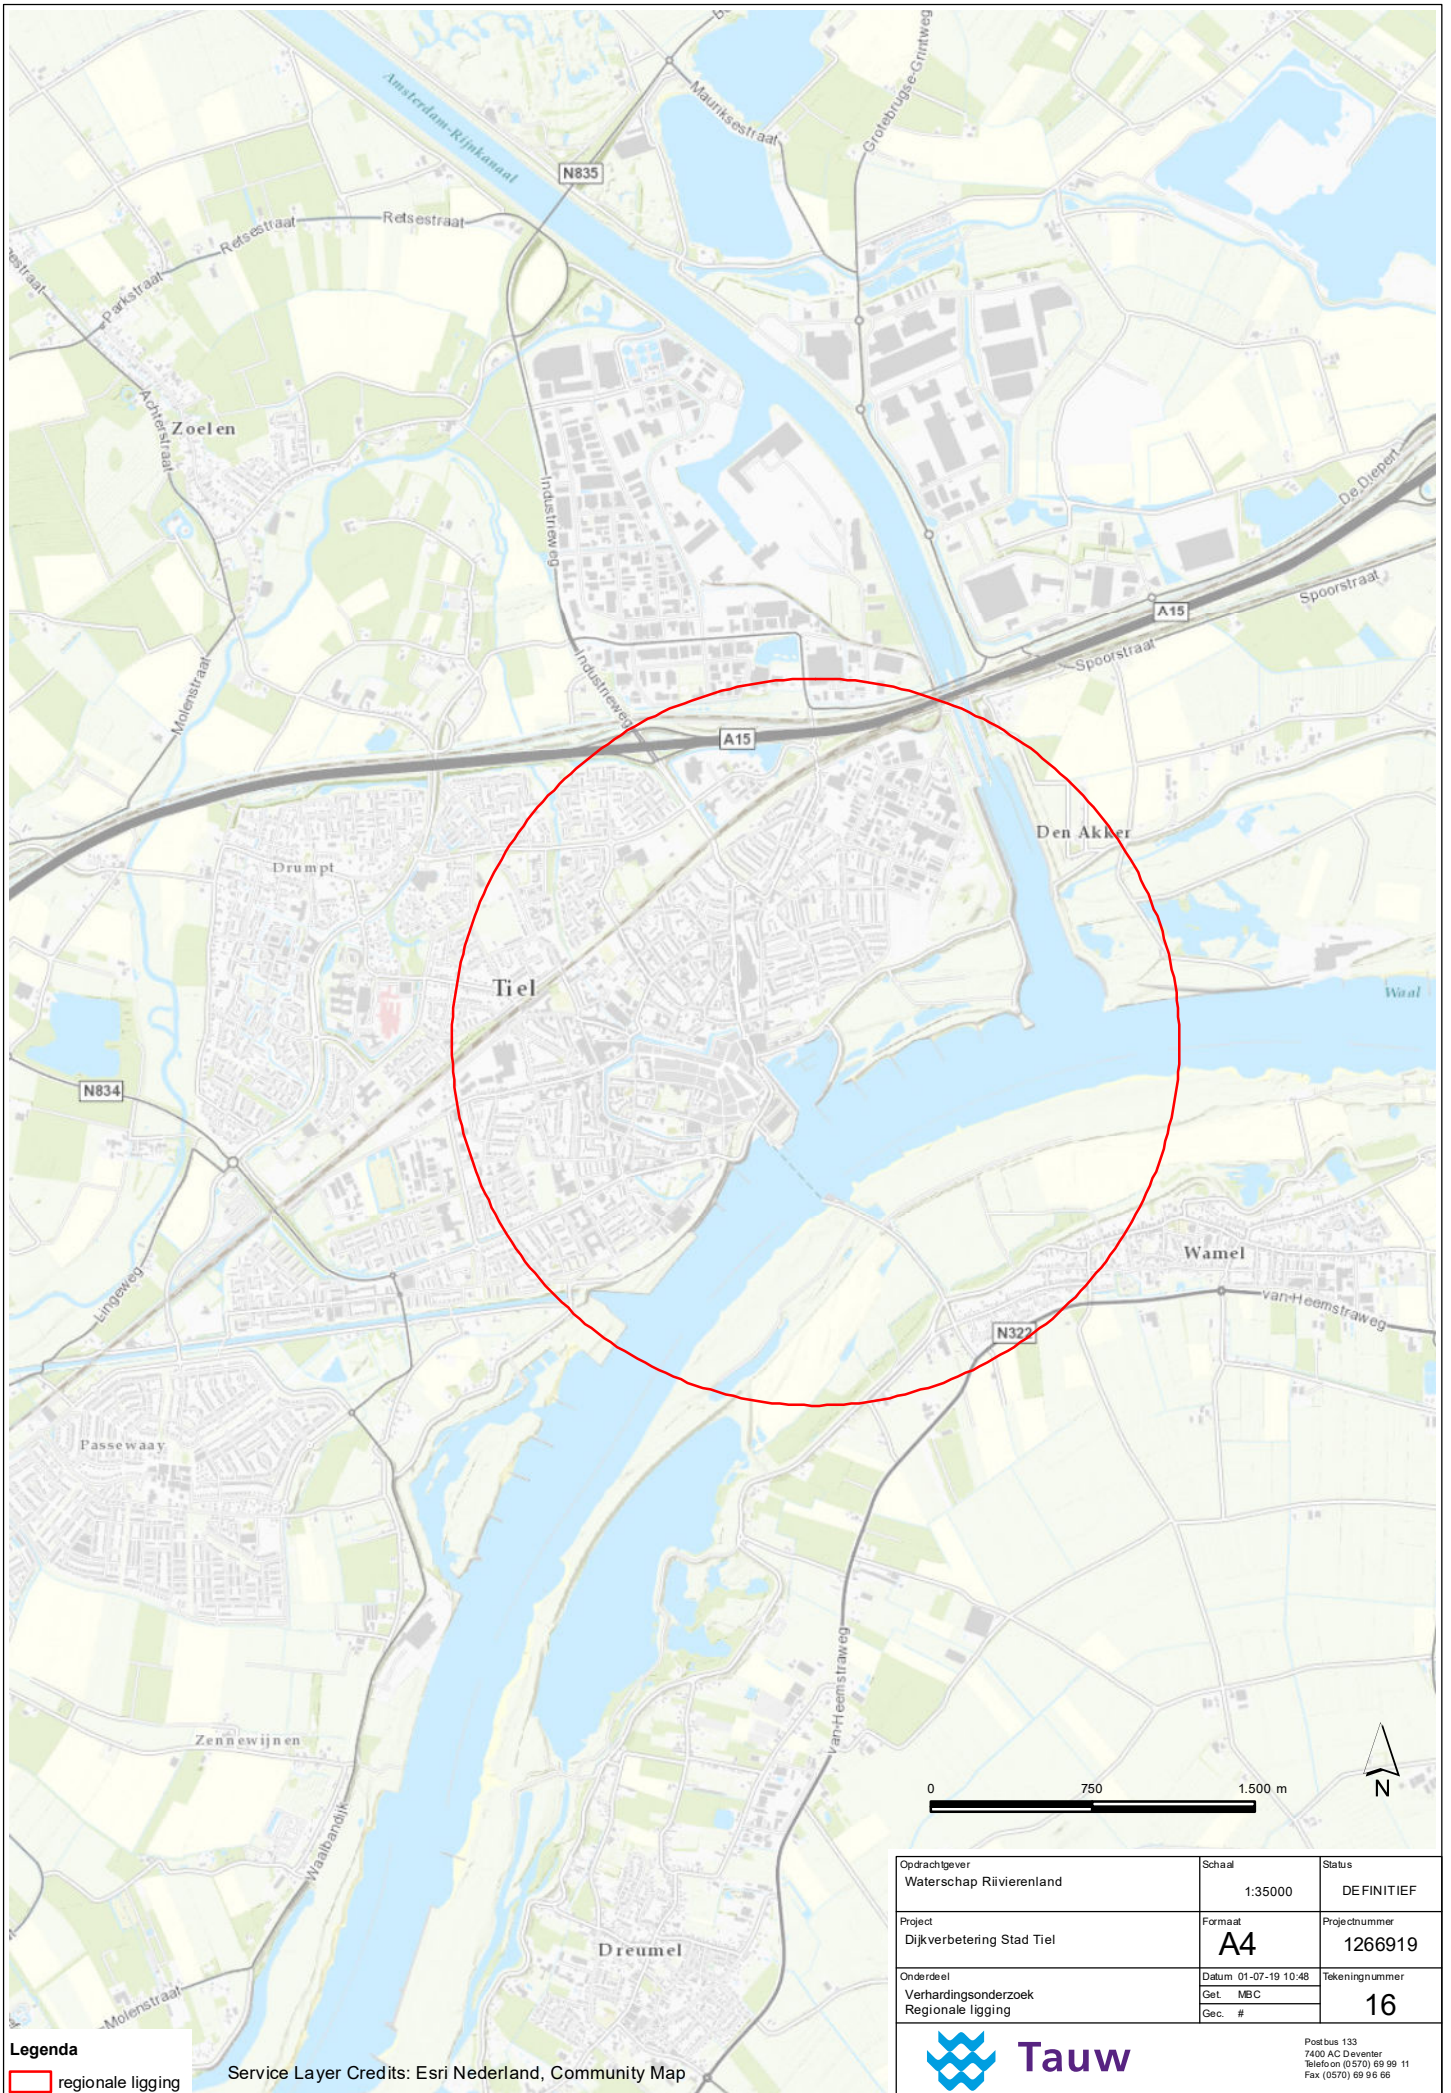 Amsterdam-Rijnkanaal
Mauriksestraat
Grotebrugse-Grintweg
N835
Retsestraat
Retsestraat
Parkstraat
Achterstraat
Zoelen
Industrieweg
De Diepert
A15
Spoorstraat
Spoorstraat
Molenstraat
Industrieweg
A15
Den Akker
Drumpt
Tiel
Waal
N834
Wamel
van-Heemstraweg
Lingeweg
N322
Passewaay
van-Heemstraweg
Zennewijnen
Waalbandijk
0 750 1.500 m
N
Dreumel
Molenstraat
Opdrachtgever
Waterschap Riivierenland
Schaal
1:35000
Status
DEFINITIEF
Project
Dijkverbetering Stad Tiel
Formaat
A4
Projectnummer
1266919
Onderdeel
Verhardingsonderzoek
Regionale ligging
Datum 01-07-19 10:48
Get. MBC
Gec. #
Tekeningnummer
16
Tauw
Postbus 133
7400 AC Deventer
Telefoon (0570) 69 99 11
Fax (0570) 69 96 66
Legenda
regionale ligging
Service Layer Credits: Esri Nederland, Community Map